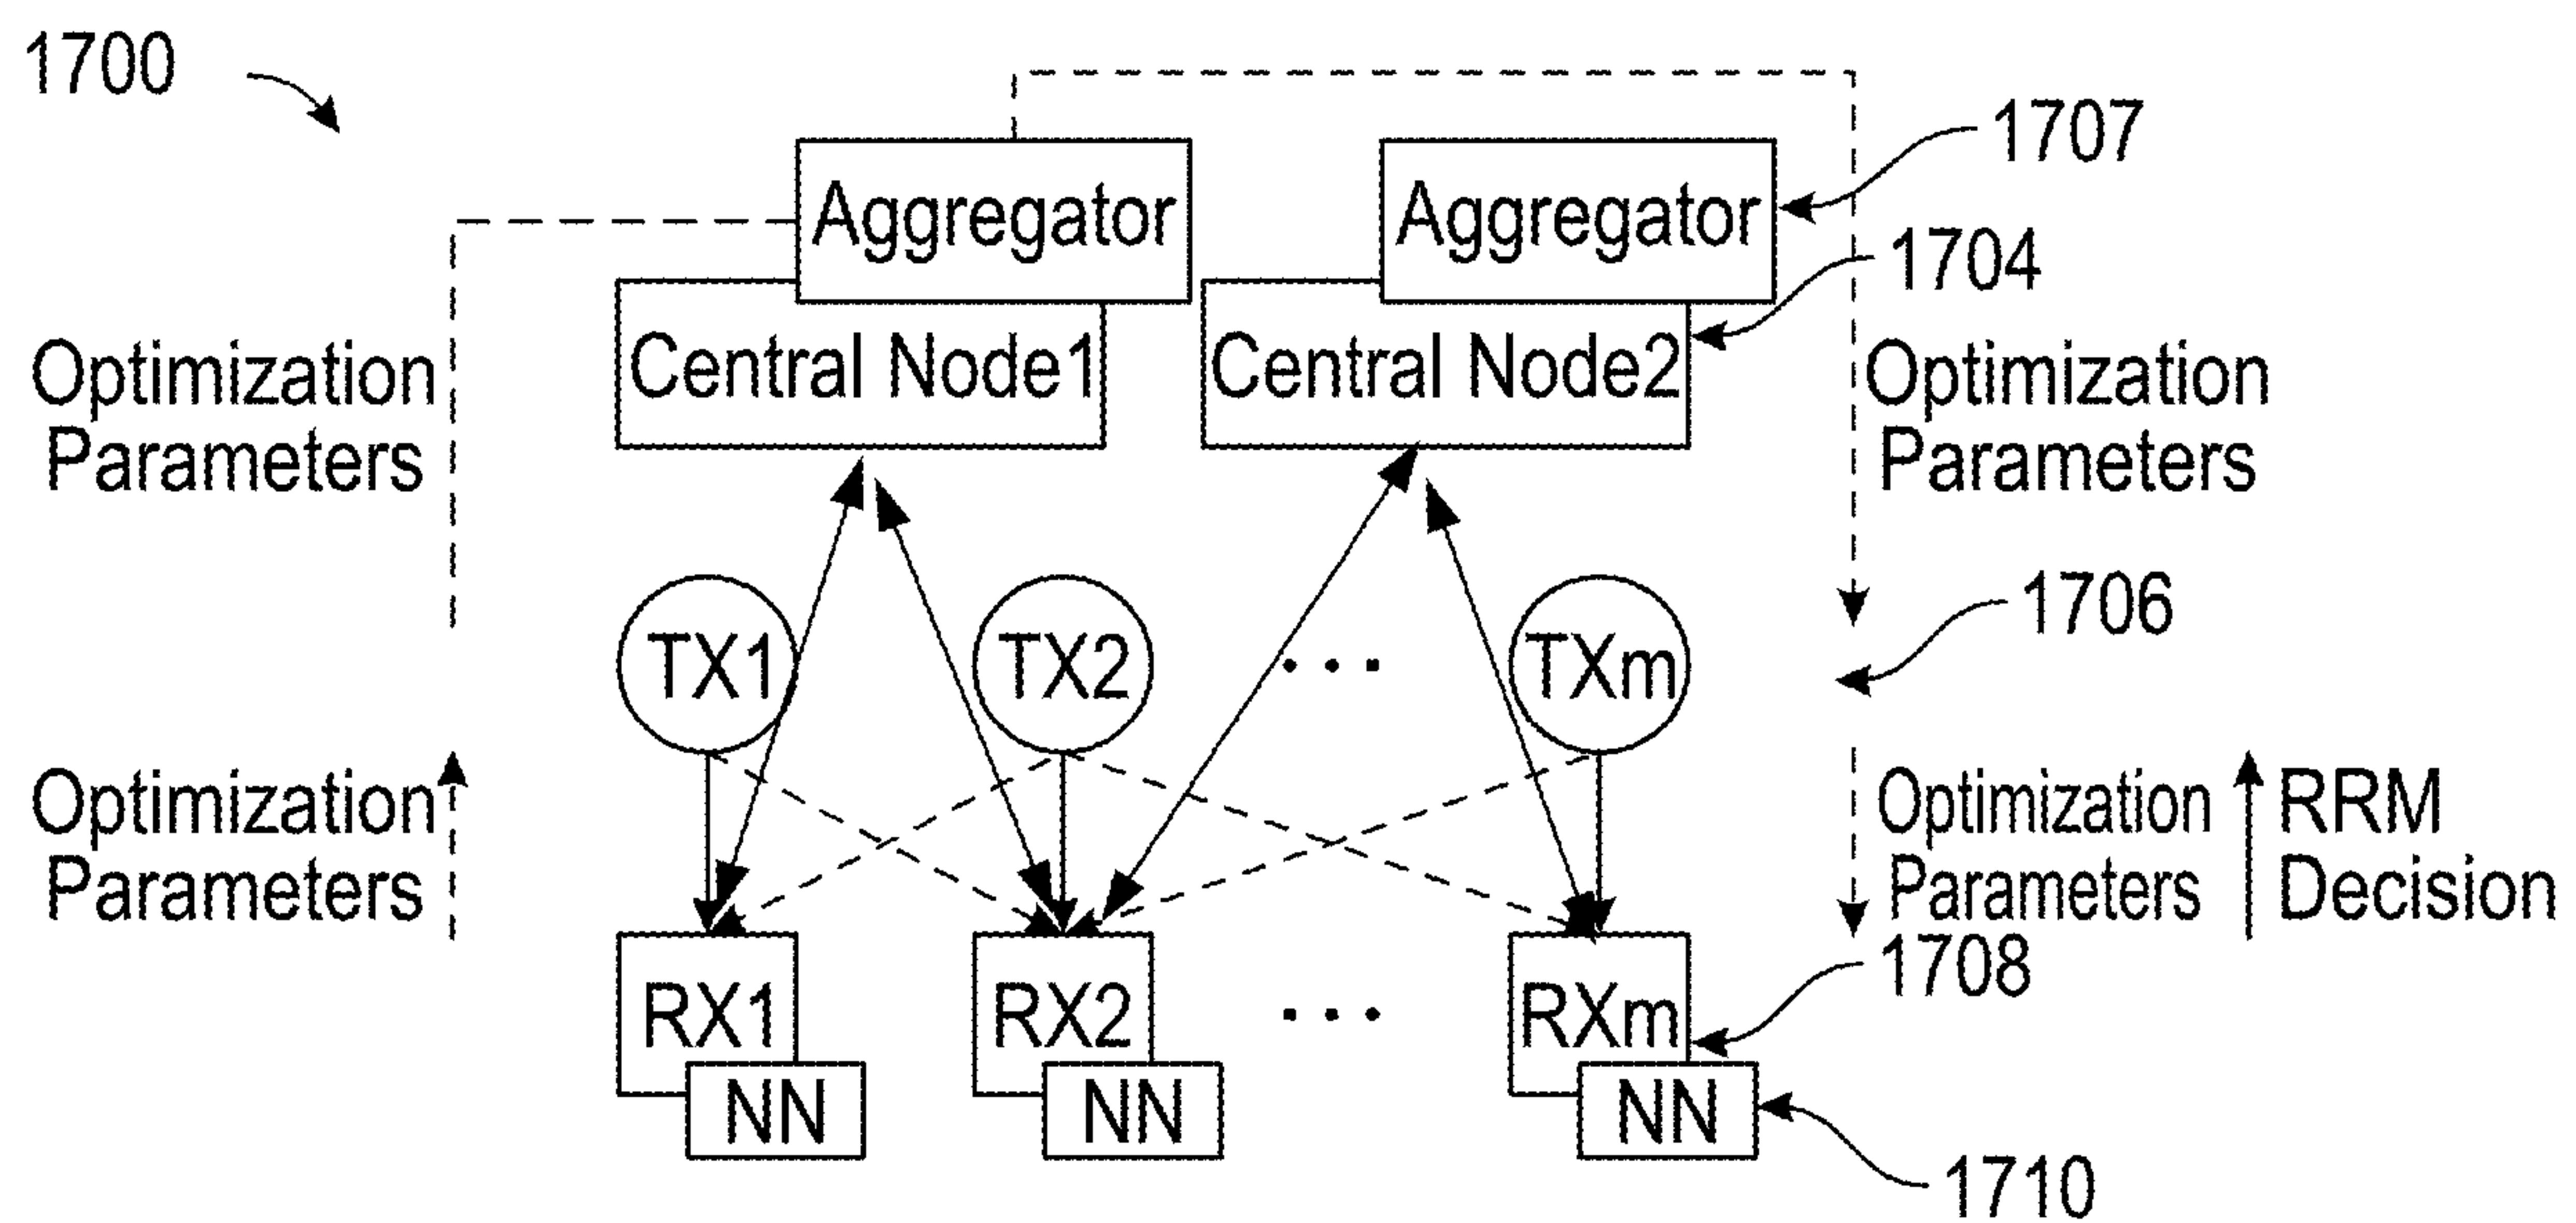 1700
Aggregator
Aggregator
1707
1704
Central Node1
Central Node2
Optimization
Parameters
Optimization
Parameters
1706
TX1
TX2
...
TXm
Optimization
Parameters
Optimization
Parameters
RRM
Decision
1708
RX1
RX2
...
RXm
NN
NN
NN
1710